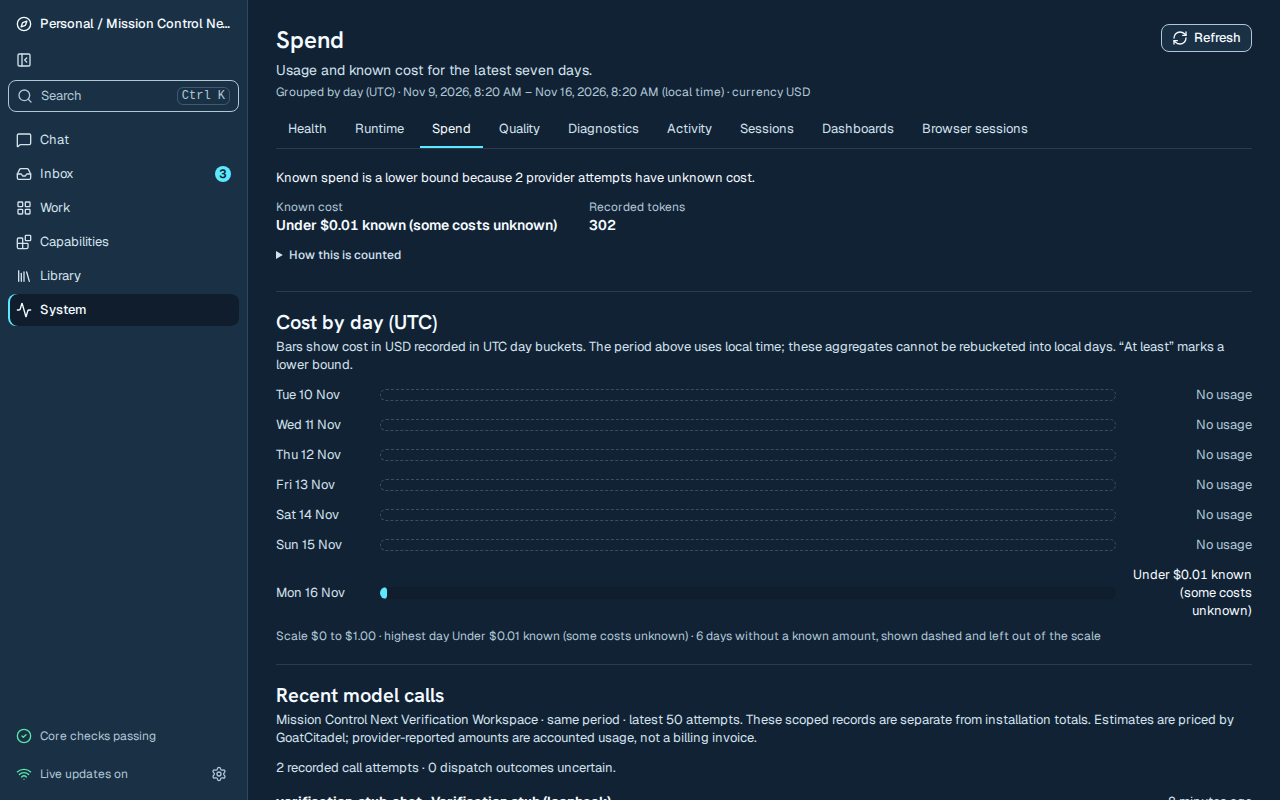 Personal / Mission Control Ne…
Search
Ctrl K
Chat
Inbox
3
Work
Capabilities
Library
System
Core checks passing
Live updates on
Spend
Refresh
Usage and known cost for the latest seven days.
Grouped by day (UTC) · Nov 9, 2026, 8:20 AM – Nov 16, 2026, 8:20 AM (local time) · currency USD
Health
Runtime
Spend
Quality
Diagnostics
Activity
Sessions
Dashboards
Browser sessions
Known spend is a lower bound because 2 provider attempts have unknown cost.
Known cost
Under $0.01 known (some costs unknown)
Recorded tokens
302
How this is counted
Cost by day (UTC)
Bars show cost in USD recorded in UTC day buckets. The period above uses local time; these aggregates cannot be rebucketed into local days. “At least” marks a
lower bound.
Tue 10 Nov
No usage
Wed 11 Nov
No usage
Thu 12 Nov
No usage
Fri 13 Nov
No usage
Sat 14 Nov
No usage
Sun 15 Nov
No usage
Mon 16 Nov
Under $0.01 known
(some costs
unknown)
Scale $0 to $1.00 · highest day Under $0.01 known (some costs unknown) · 6 days without a known amount, shown dashed and left out of the scale
Recent model calls
Mission Control Next Verification Workspace · same period · latest 50 attempts. These scoped records are separate from installation totals. Estimates are priced by
GoatCitadel; provider-reported amounts are accounted usage, not a billing invoice.
2 recorded call attempts · 0 dispatch outcomes uncertain.